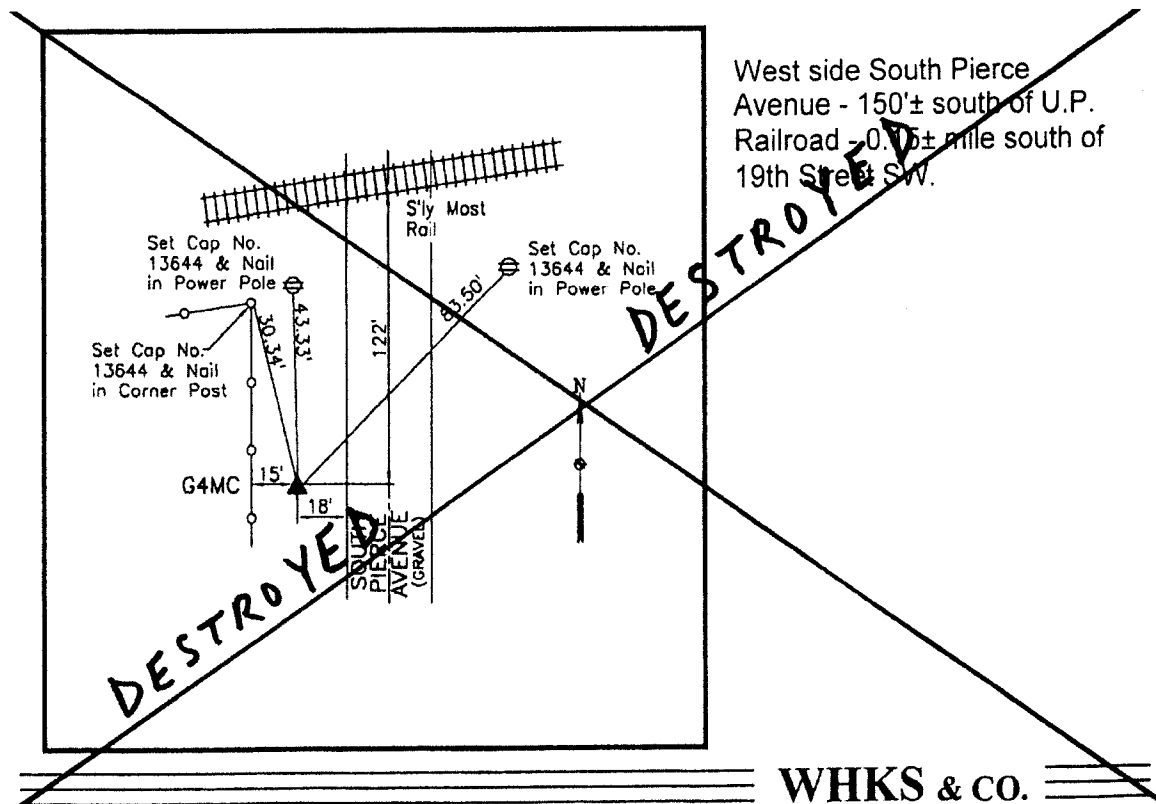 West side South Pierce
Avenue - 150'± south of U.P.
Railroad - mile south of
19th Street SW.
S'ly Most
Rail
Set Cap No.
13644 & Nail
in Power Pole
Set Cap No.
13644 & Nail
in Power Pole
30.34'
43.33'
122'
Set Cap No.
13644 & Nail
in Corner Post
N
G4MC
15'
18'
SOUTH
PIERCE
AVENUE
(GRAVEL)
DESTROYED
DESTROYED
WHKS & CO.